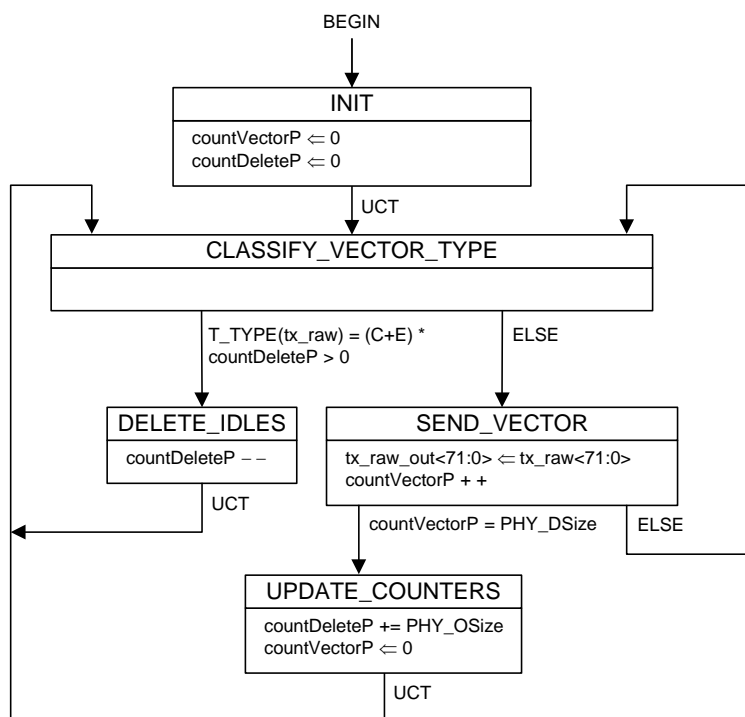 BEGIN
INIT
countVectorP ⇐ 0
countDeleteP ⇐ 0
UCT
CLASSIFY_VECTOR_TYPE
T_TYPE(tx_raw) = (C+E) *
countDeleteP > 0
ELSE
DELETE_IDLES
countDeleteP − −
UCT
SEND_VECTOR
tx_raw_out<71:0> ⇐ tx_raw<71:0>
countVectorP + +
countVectorP = PHY_DSize
ELSE
UPDATE_COUNTERS
countDeleteP += PHY_OSize
countVectorP ⇐ 0
UCT